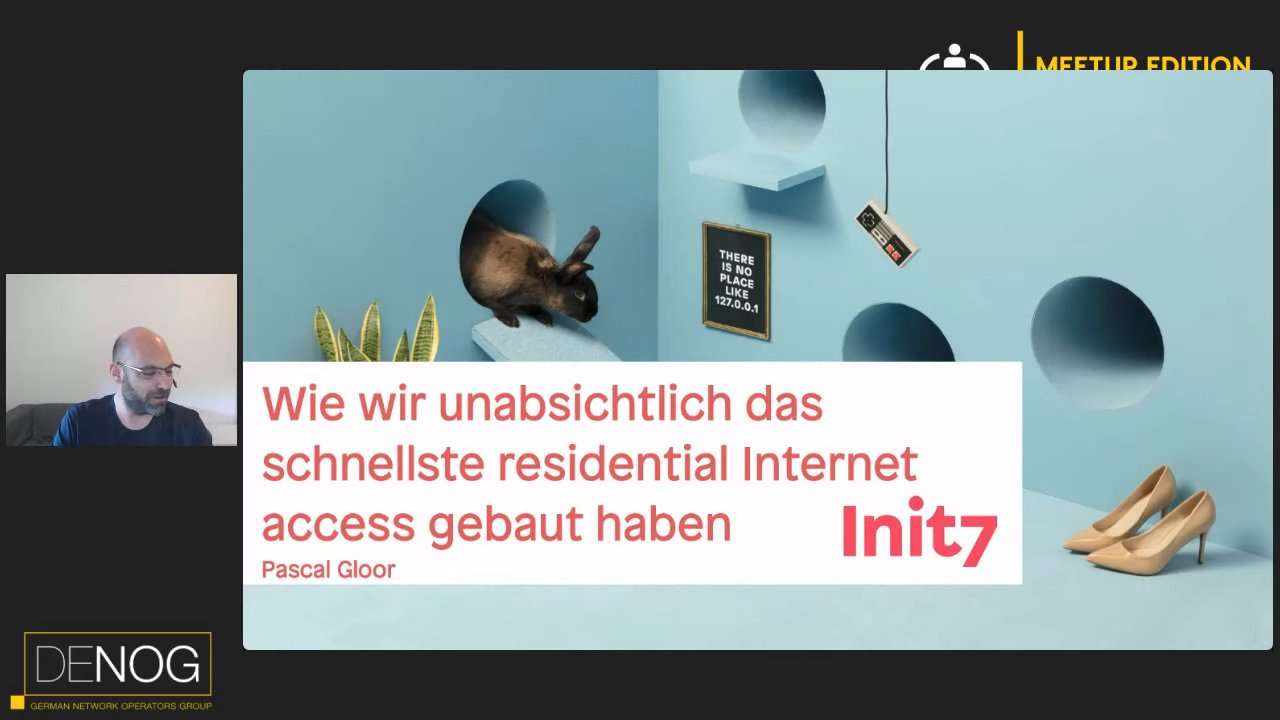 MEETUP EDITION
THERE
IS NO
PLACE
LIKE
127.0.0.1
Wie wir unabsichtlich das
schnellste residential Internet
access gebaut haben
Init7
Pascal Gloor
DENOG
GERMAN NETWORK OPERATORS GROUP